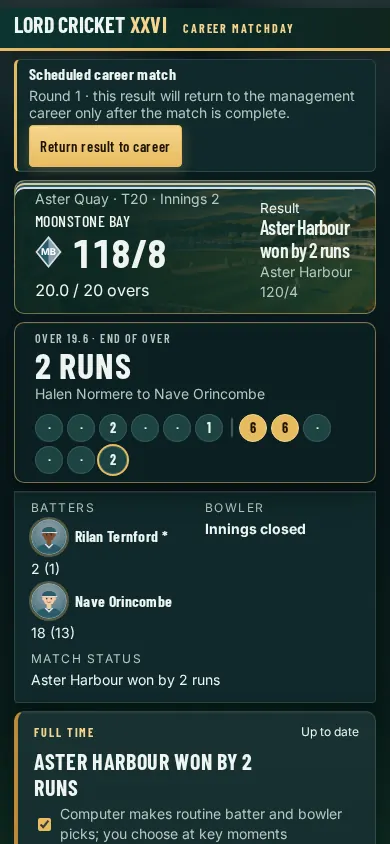 LORD CRICKET XXVI CAREER MATCHDAY
Scheduled career match
Round 1 · this result will return to the management
career only after the match is complete.
Return result to career
Aster Quay · T20 · Innings 2
MOONSTONE BAY
MB 118/8
20.0 / 20 overs
Result
Aster Harbour
won by 2 runs
Aster Harbour
120/4
OVER 19.6 · END OF OVER
2 RUNS
Halen Normere to Nave Orincombe
· · 2 · · 1 | 6 6 ·
· · 2
BATTERS
Rilan Ternford *
2 (1)
Nave Orincombe
18 (13)
BOWLER
Innings closed
MATCH STATUS
Aster Harbour won by 2 runs
FULL TIME
Up to date
ASTER HARBOUR WON BY 2
RUNS
Computer makes routine batter and bowler
picks; you choose at key moments